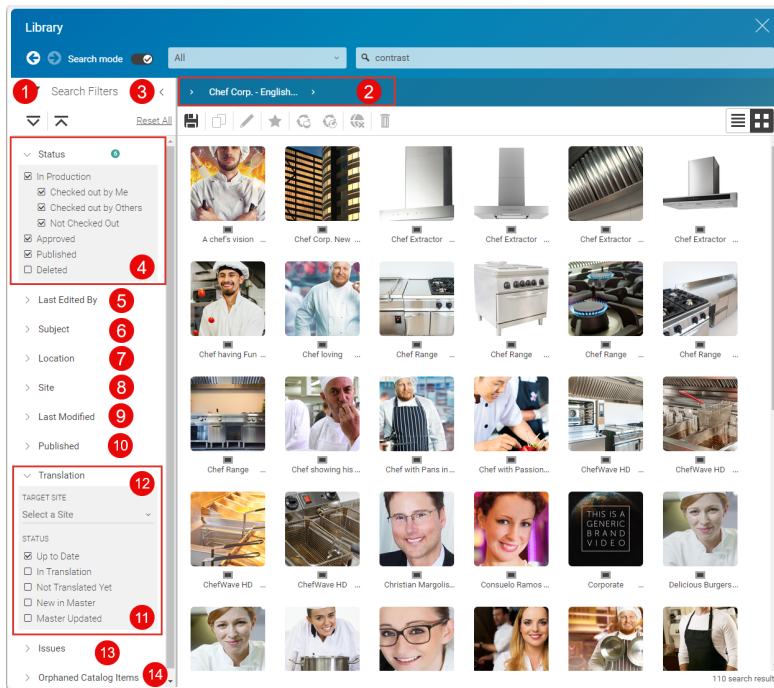 Library
Search mode
All
contrast
1 Search Filters 3
Chef Corp. - English... 2
Reset All
Status 6
In Production
Checked out by Me
Checked out by Others
Not Checked Out
Approved
Published
Deleted
4
Last Edited By 5
Subject 6
Location 7
Site 8
Last Modified 9
Published 10
Translation 12
TARGET SITE
Select a Site
STATUS
Up to Date
In Translation
Not Translated Yet
New in Master
Master Updated
11
Issues 13
Orphaned Catalog Items 14
A chef's vision ...
Chef Corp. New ...
Chef Extractor ...
Chef Extractor ...
Chef Extractor ...
Chef Extractor ...
Chef having Fun ...
Chef loving ...
Chef Range ...
Chef Range ...
Chef Range ...
Chef Range ...
Chef Range ...
Chef showing his ...
Chef with Pans in ...
Chef with Passion...
ChefWave HD ...
ChefWave HD ...
THIS IS A
GENERIC
BRAND
VIDEO
ChefWave HD ...
ChefWave HD ...
Christian Margolis...
Consuelo Ramos ...
Corporate ...
Delicious Burgers...
110 search result